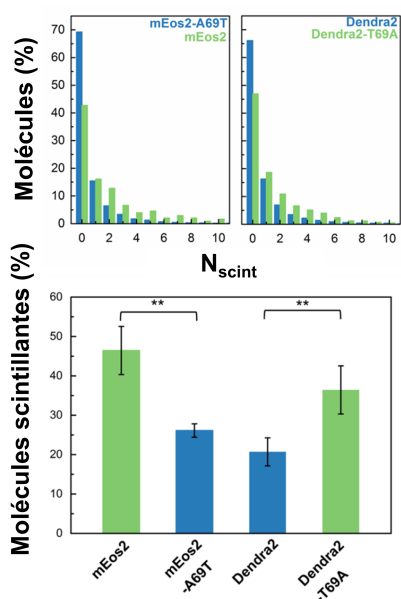 Molécules (%)
70
60
50
40
30
20
10
0
mEos2-A69T
mEos2
Dendra2
Dendra2-T69A
0 2 4 6 8 10
0 2 4 6 8 10
Nscint
Molécules scintillantes (%)
60
50
40
30
20
10
0
**
**
mEos2
mEos2
-A69T
Dendra2
Dendra2
-T69A